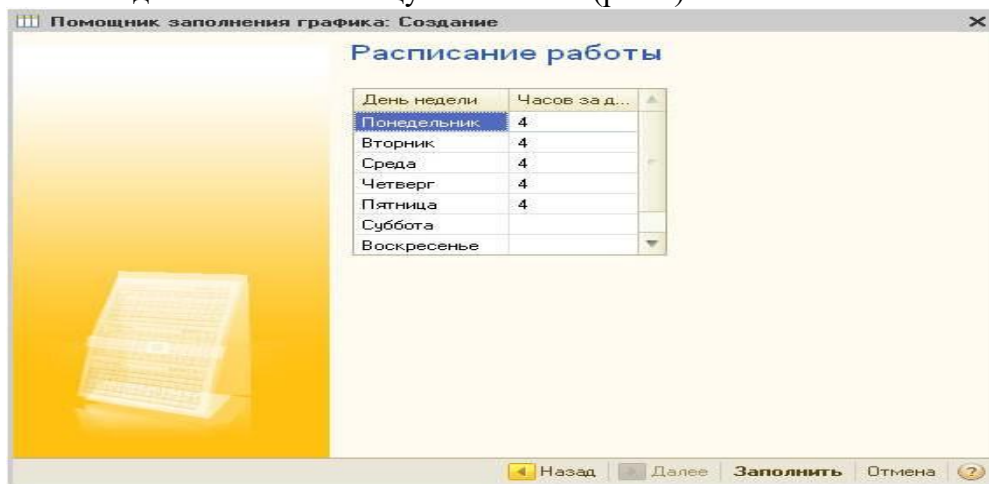 Помощник заполнения графика: Создание
Расписание работы
День недели Часов за д...
Понедельник 4
Вторник 4
Среда 4
Четверг 4
Пятница 4
Суббота
Воскресенье
Назад Далее Заполнить Отмена ?